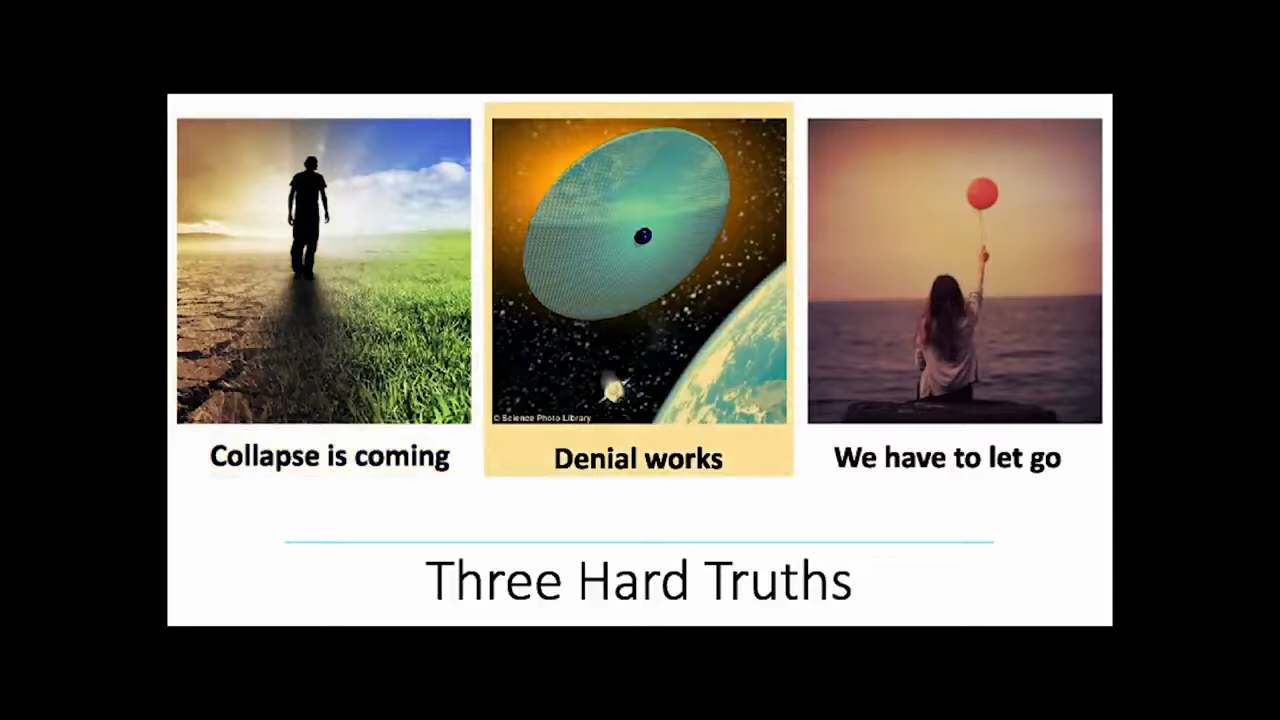 © Science Photo Library
Collapse is coming
Denial works
We have to let go
Three Hard Truths